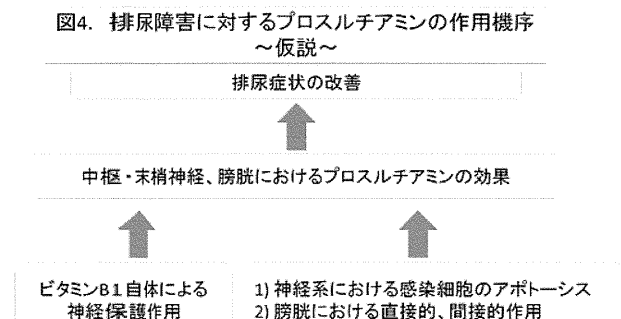 図4. 排尿障害に対するプロスルチアミンの作用機序
～仮説～
排尿症状の改善
中枢・末梢神経、膀胱におけるプロスルチアミンの効果
ビタミンB1自体による
神経保護作用
1) 神経系における感染細胞のアポトーシス
2) 膀胱における直接的、間接的作用